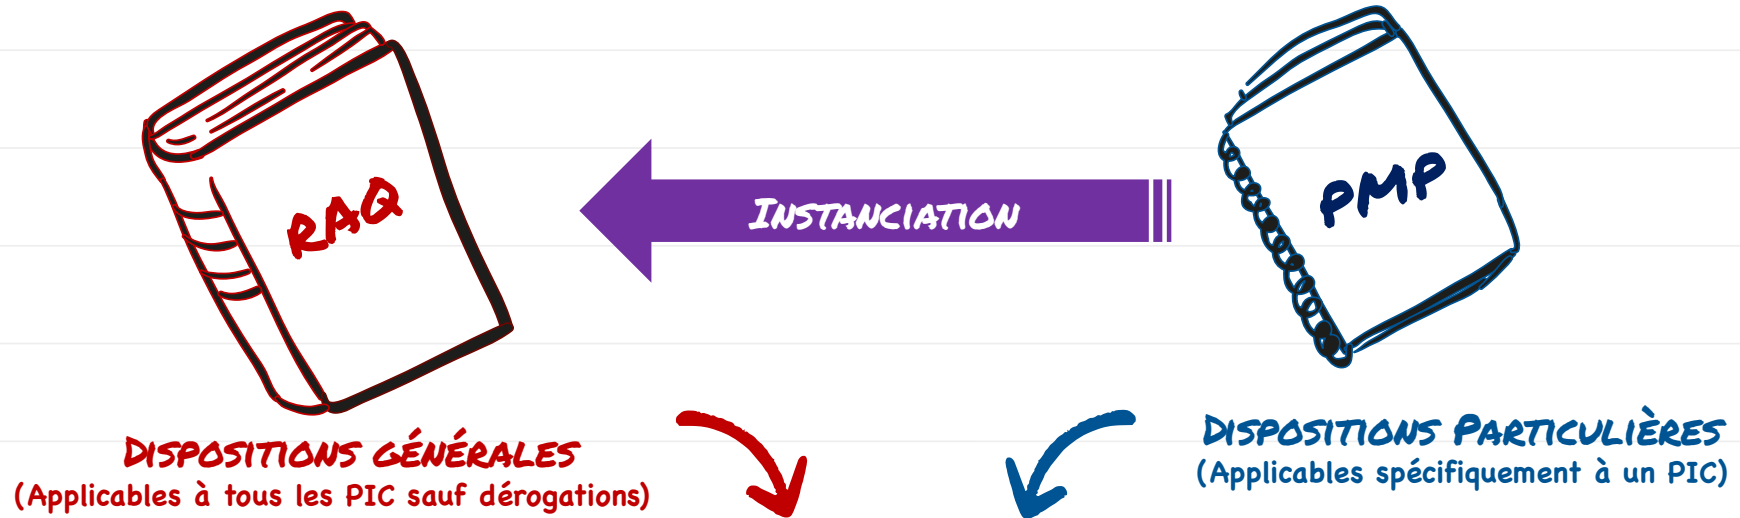 RAQ
INSTANCIATION
PMP
DISPOSITIONS GÉNÉRALES
(Applicables à tous les PIC sauf dérogations)
DISPOSITIONS PARTICULIÈRES
(Applicables spécifiquement à un PIC)